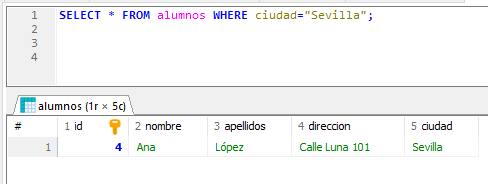 1 SELECT * FROM alumnos WHERE ciudad="Sevilla";
2
3
4
alumnos (1r × 5c)
# 1 id 2 nombre 3 apellidos 4 direccion 5 ciudad
1 4 Ana López Calle Luna 101 Sevilla